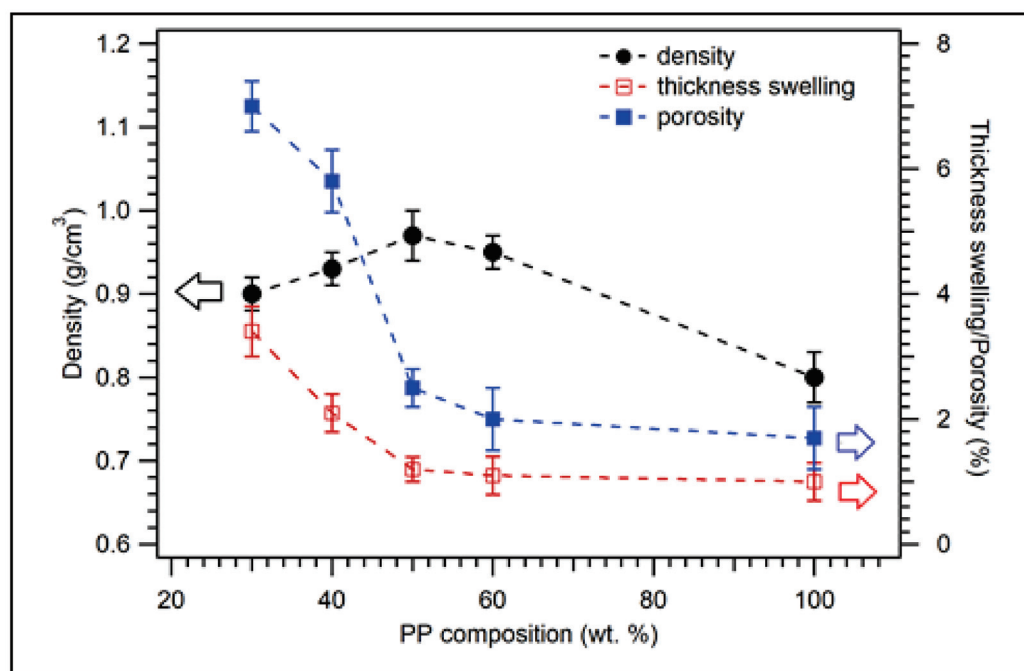 density
thickness swelling
porosity
Density (g/cm³)
1.2
1.1
1.0
0.9
0.8
0.7
0.6
8
6
4
2
0
Thickness swelling/Porosity (%)
20 40 60 80 100
PP composition (wt. %)